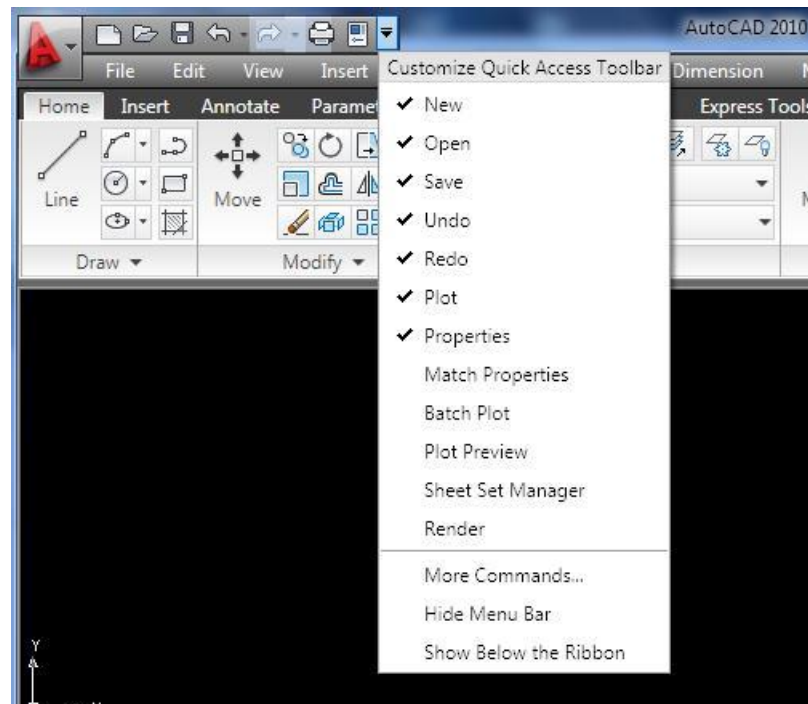 AutoCAD 2010
File Edit View Insert Dimension
Customize Quick Access Toolbar
Home Insert Annotate Express Tools
New
Open
Save
Undo
Redo
Plot
Properties
Match Properties
Batch Plot
Plot Preview
Sheet Set Manager
Render
More Commands...
Hide Menu Bar
Show Below the Ribbon
Line
Move
Draw Modify
Y